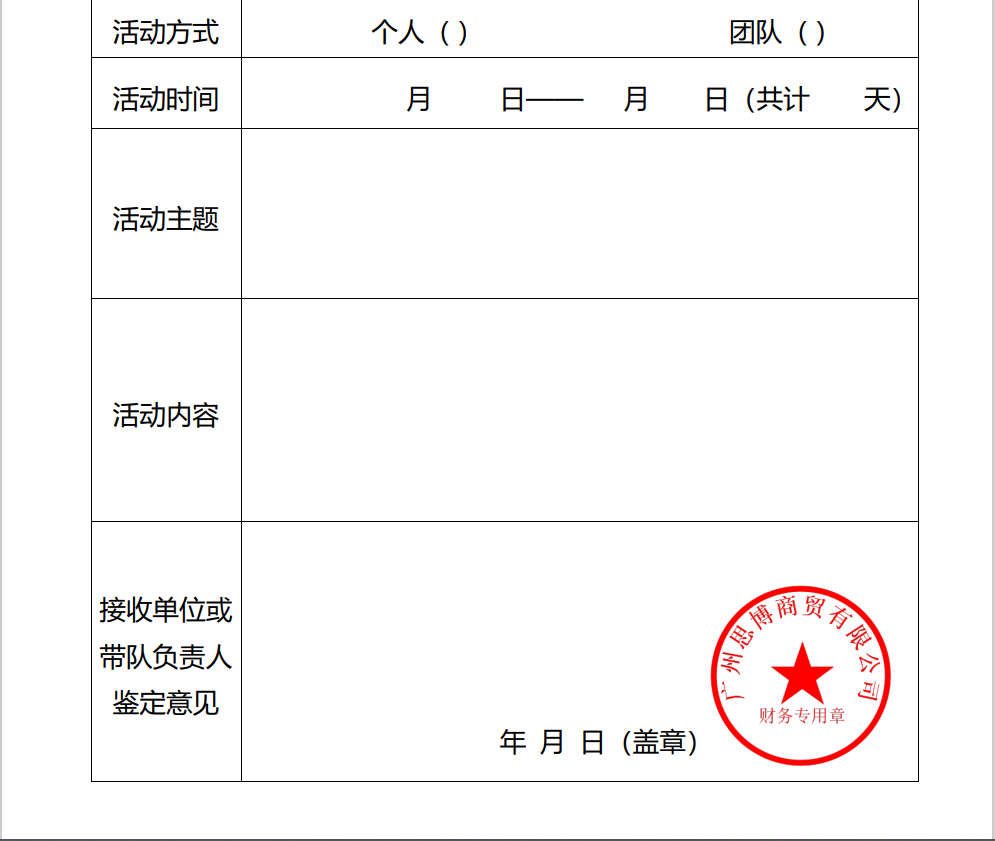 活动方式 个人（ ） 团队（ ）
活动时间 月 日—— 月 日（共计 天）
活动主题
活动内容
接收单位或
带队负责人
鉴定意见
广州思博商贸有限公司
财务专用章
年 月 日（盖章）